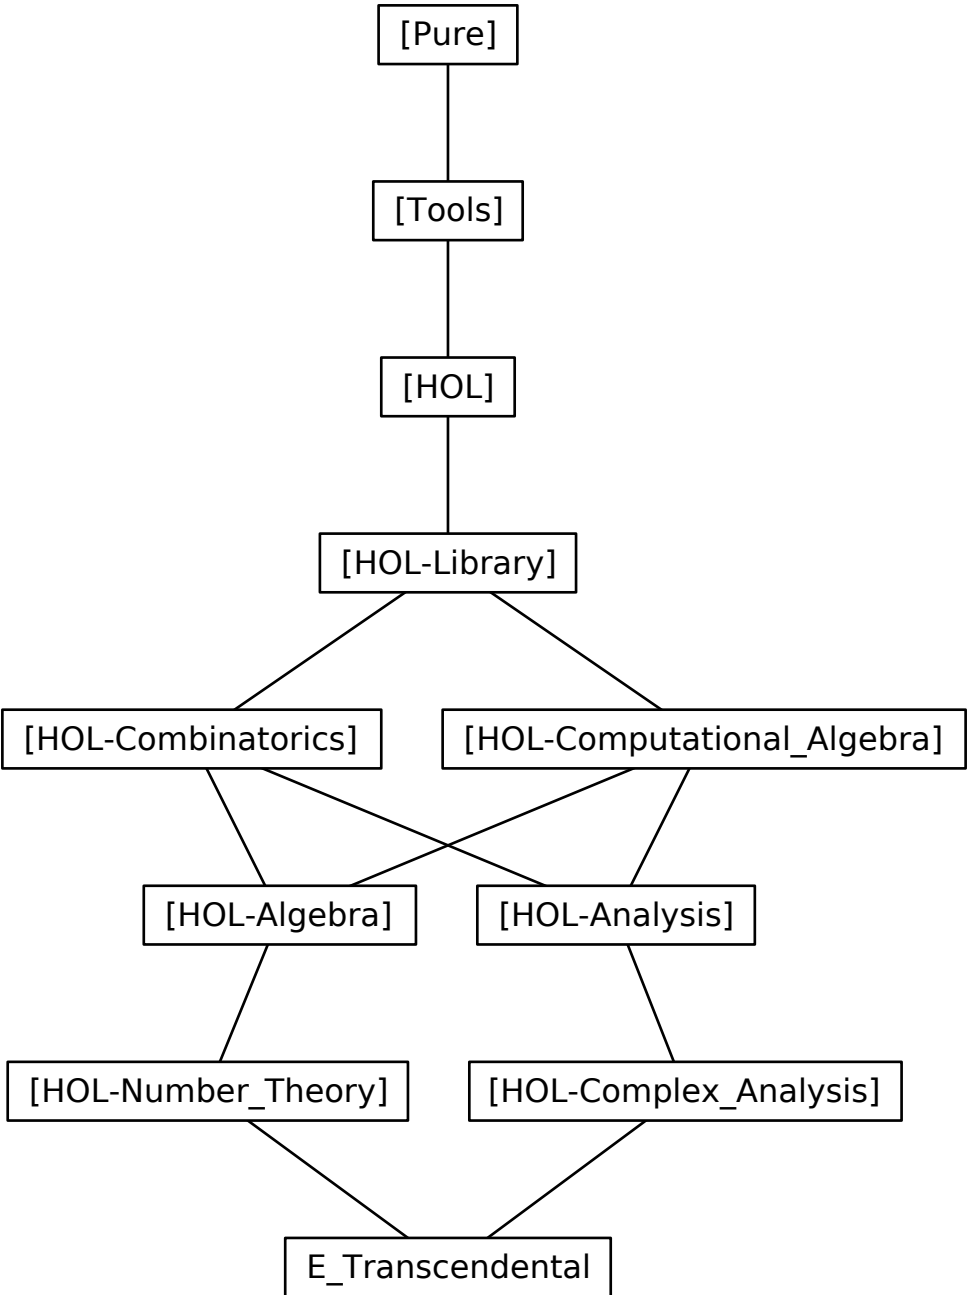 [Pure]
[Tools]
[HOL]
[HOL-Library]
[HOL-Combinatorics]
[HOL-Computational_Algebra]
[HOL-Algebra]
[HOL-Analysis]
[HOL-Number_Theory]
[HOL-Complex_Analysis]
E_Transcendental